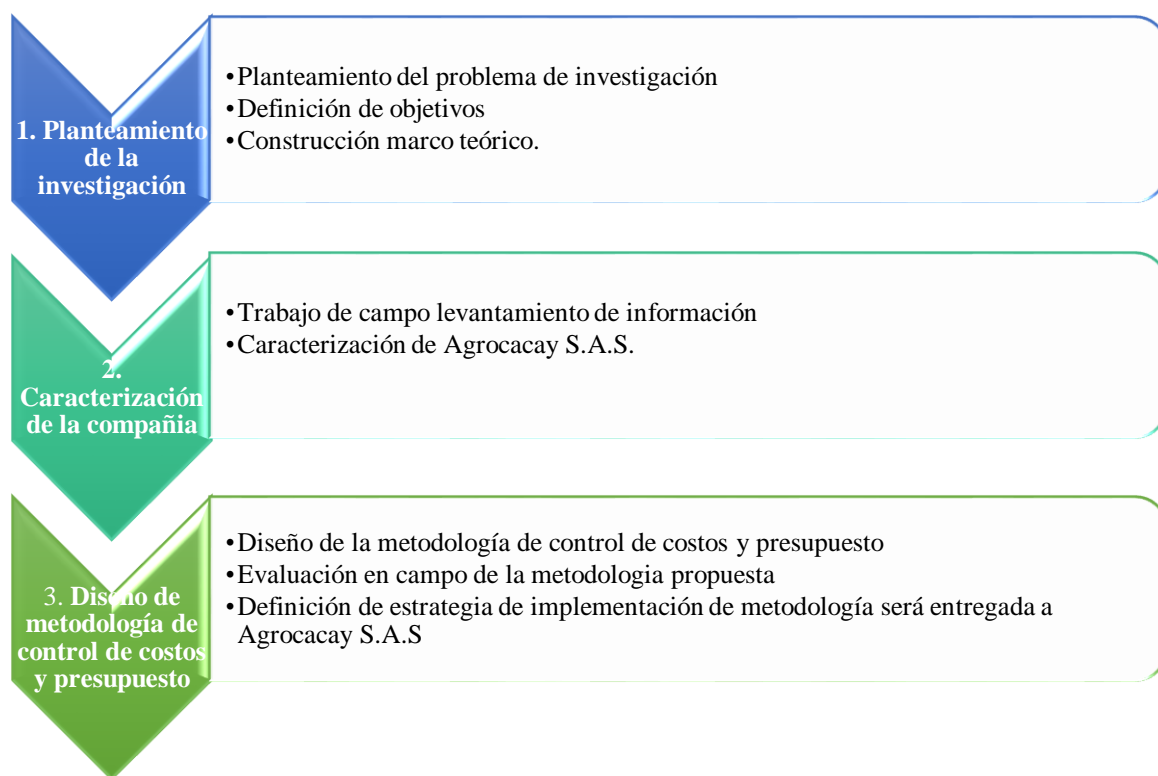 1. Planteamiento
de la
investigación
•Planteamiento del problema de investigación
•Definición de objetivos
•Construcción marco teórico.
2.
Caracterización
de la compañia
•Trabajo de campo levantamiento de información
•Caracterización de Agrocacay S.A.S.
3. Diseño de
metodología de
control de costos
y presupuesto
•Diseño de la metodología de control de costos y presupuesto
•Evaluación en campo de la metodologia propuesta
•Definición de estrategia de implementación de metodología será entregada a
Agrocacay S.A.S